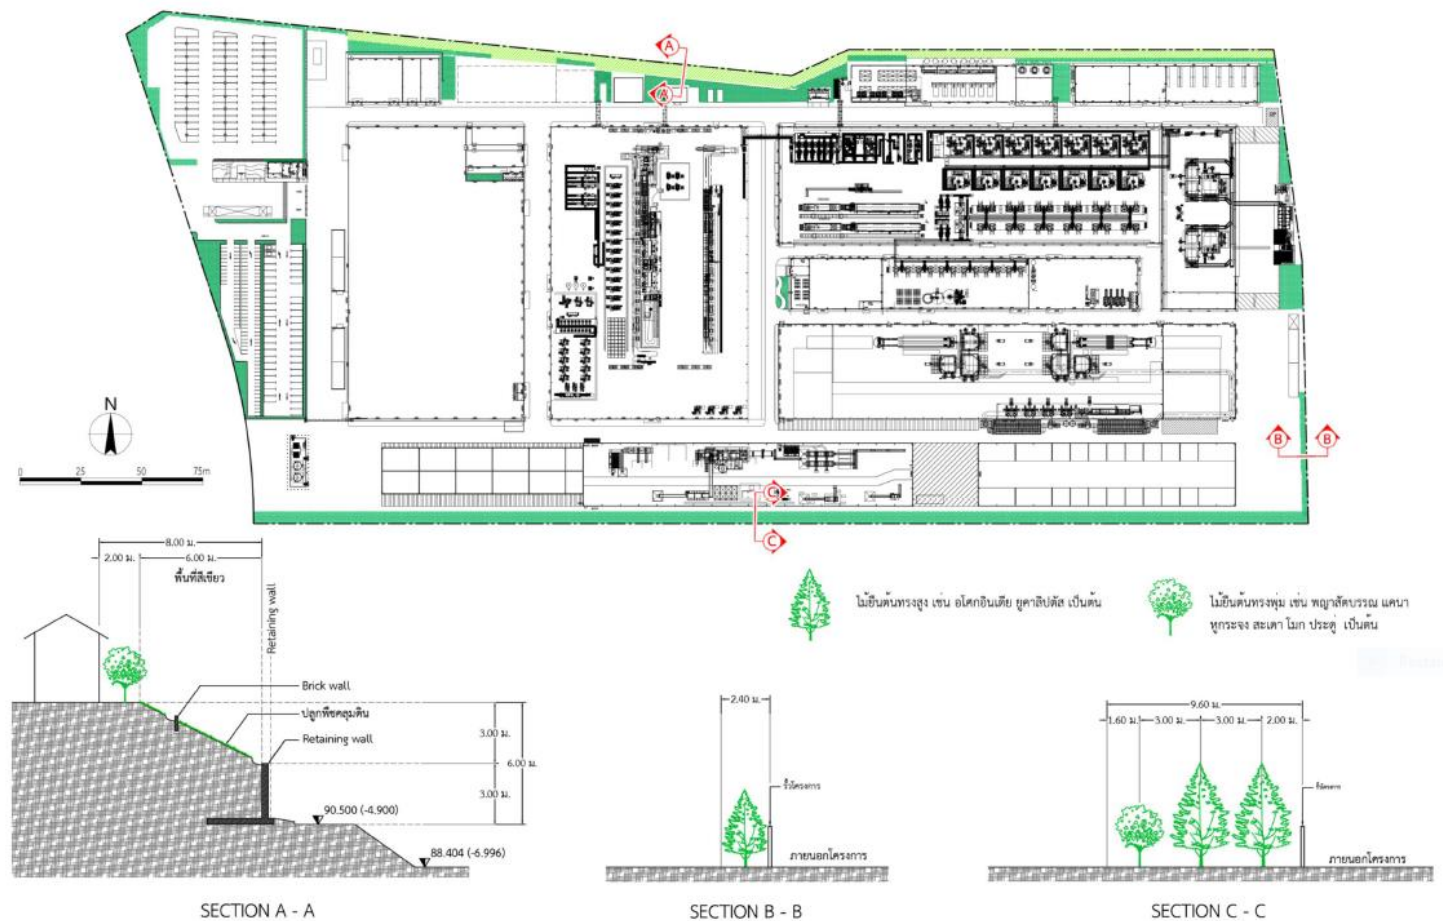 A
A
N
0 25 50 75m
B B
C
C
8.00 ม.
2.00 ม. 6.00 ม.
พื้นที่สีเขียว
Retaining wall
Brick wall
ปลูกพืชคลุมดิน
Retaining wall
3.00 ม.
6.00 ม.
3.00 ม.
90.500 (-4.900)
88.404 (-6.996)
SECTION A - A
ไม้ยืนต้นทรงสูง เช่น อโศกอินเดีย ยูคาลิปตัส เป็นต้น
ไม้ยืนต้นทรงพุ่ม เช่น พญาสัตบรรณ แคนา
หูกระจง สะเดา โมก ประดู่ เป็นต้น
2.40 ม.
รั้วโครงการ
ภายนอกโครงการ
SECTION B - B
9.60 ม.
1.60 ม. 3.00 ม. 3.00 ม. 2.00 ม.
รั้วโครงการ
ภายนอกโครงการ
SECTION C - C